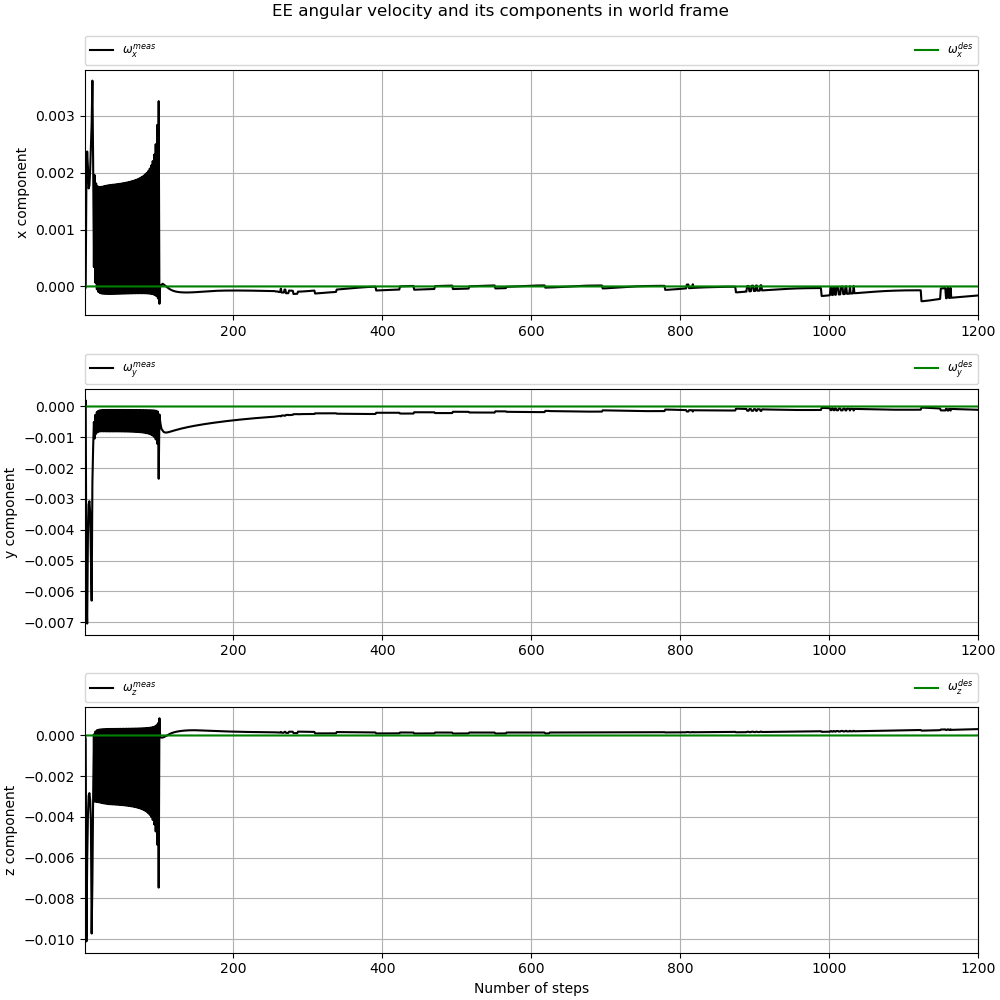 EE angular velocity and its components in world frame
ω_x^{meas} ω_x^{des}
0.003
0.002
0.001
0.000
x component
200 400 600 800 1000 1200
ω_y^{meas} ω_y^{des}
0.000
−0.001
−0.002
−0.003
−0.004
−0.005
−0.006
−0.007
y component
200 400 600 800 1000 1200
ω_z^{meas} ω_z^{des}
0.000
−0.002
−0.004
−0.006
−0.008
−0.010
z component
200 400 600 800 1000 1200
Number of steps